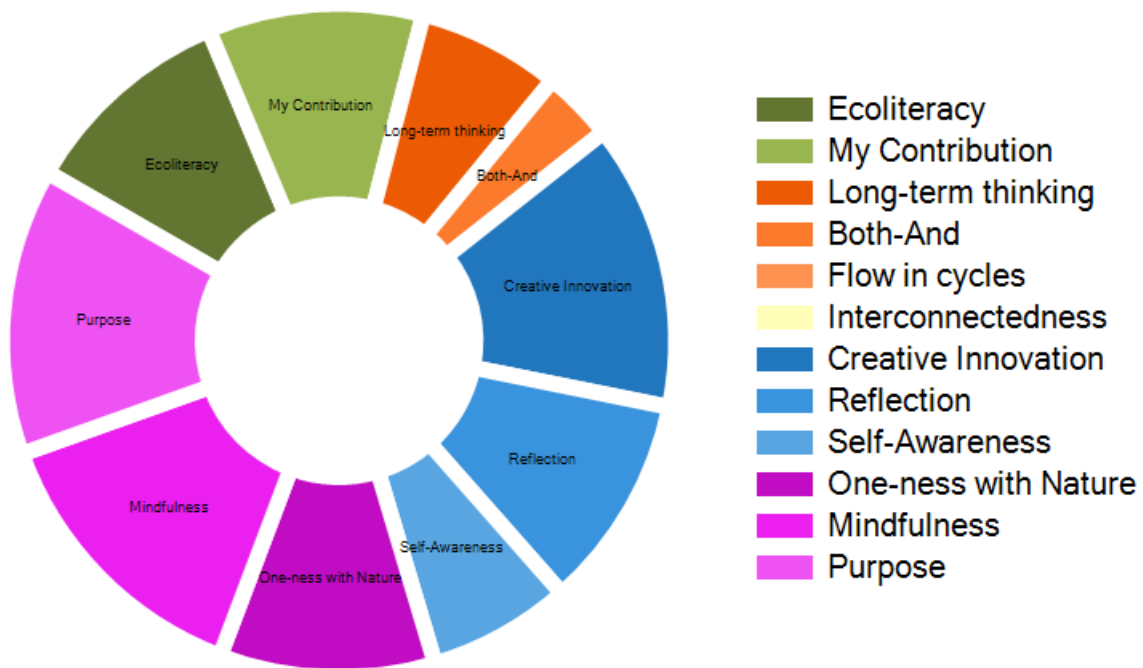 My Contribution
Long-term thinking
Ecoliteracy
Both-And
Creative Innovation
Purpose
Reflection
Mindfulness
Self-Awareness
One-ness with Nature
Ecoliteracy
My Contribution
Long-term thinking
Both-And
Flow in cycles
Interconnectedness
Creative Innovation
Reflection
Self-Awareness
One-ness with Nature
Mindfulness
Purpose